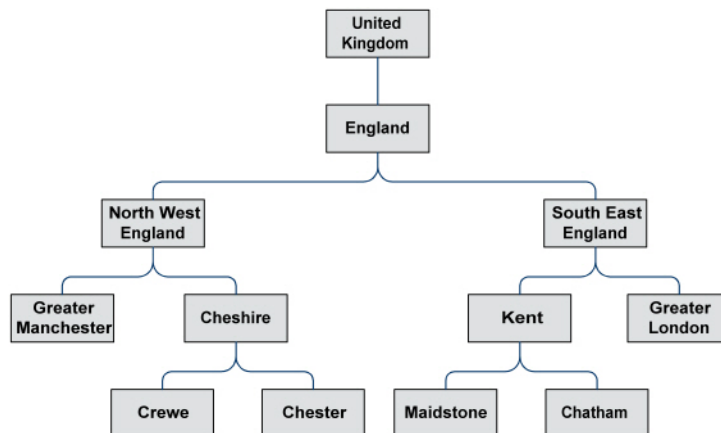 United
Kingdom
England
North West
England
South East
England
Greater
Manchester
Cheshire
Kent
Greater
London
Crewe
Chester
Maidstone
Chatham